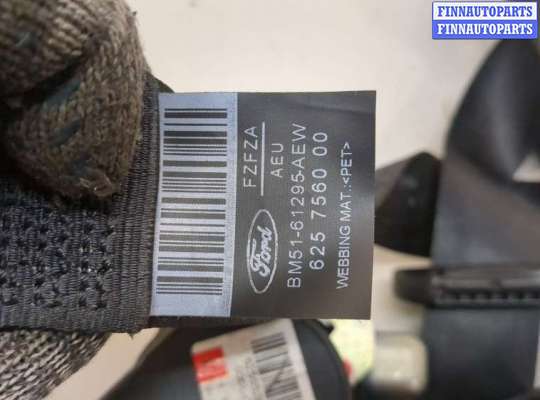 FINNAUTOPARTS
FINNAUTOPARTS
FZFZA
AEU
Ford
BM51-61295-AEW
625 7560 00
WEBBING MAT.:<PET>